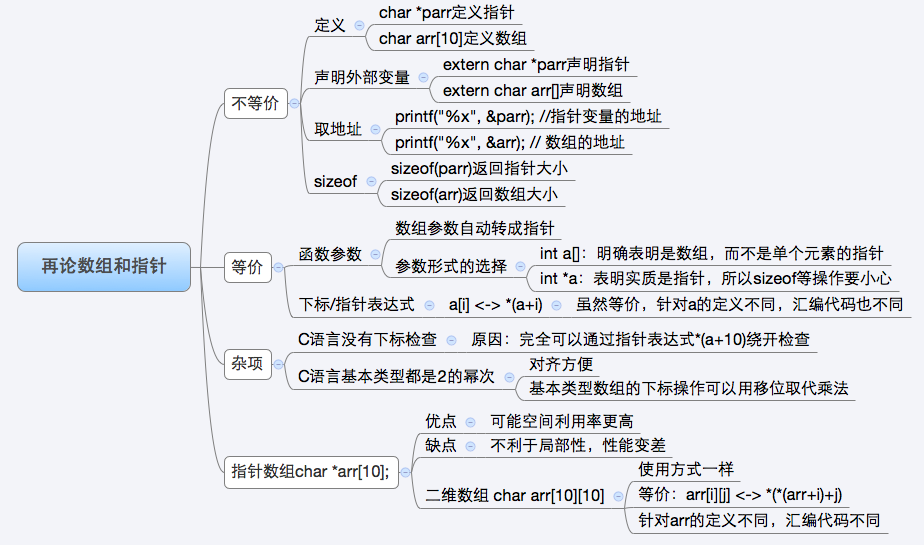 再论数组和指针
不等价
定义
char *parr定义指针
char arr[10]定义数组
声明外部变量
extern char *parr声明指针
extern char arr[]声明数组
取地址
printf("%x", &parr); //指针变量的地址
printf("%x", &arr); // 数组的地址
sizeof
sizeof(parr)返回指针大小
sizeof(arr)返回数组大小
等价
函数参数
数组参数自动转成指针
参数形式的选择
int a[]：明确表明是数组，而不是单个元素的指针
int *a：表明实质是指针，所以sizeof等操作要小心
下标/指针表达式
a[i] <-> *(a+i)
虽然等价，针对a的定义不同，汇编代码也不同
杂项
C语言没有下标检查
原因：完全可以通过指针表达式*(a+10)绕开检查
C语言基本类型都是2的幂次
对齐方便
基本类型数组的下标操作可以用移位取代乘法
指针数组char *arr[10];
优点
可能空间利用率更高
缺点
不利于局部性，性能变差
二维数组 char arr[10][10]
使用方式一样
等价：arr[i][j] <-> *(*(arr+i)+j)
针对arr的定义不同，汇编代码不同